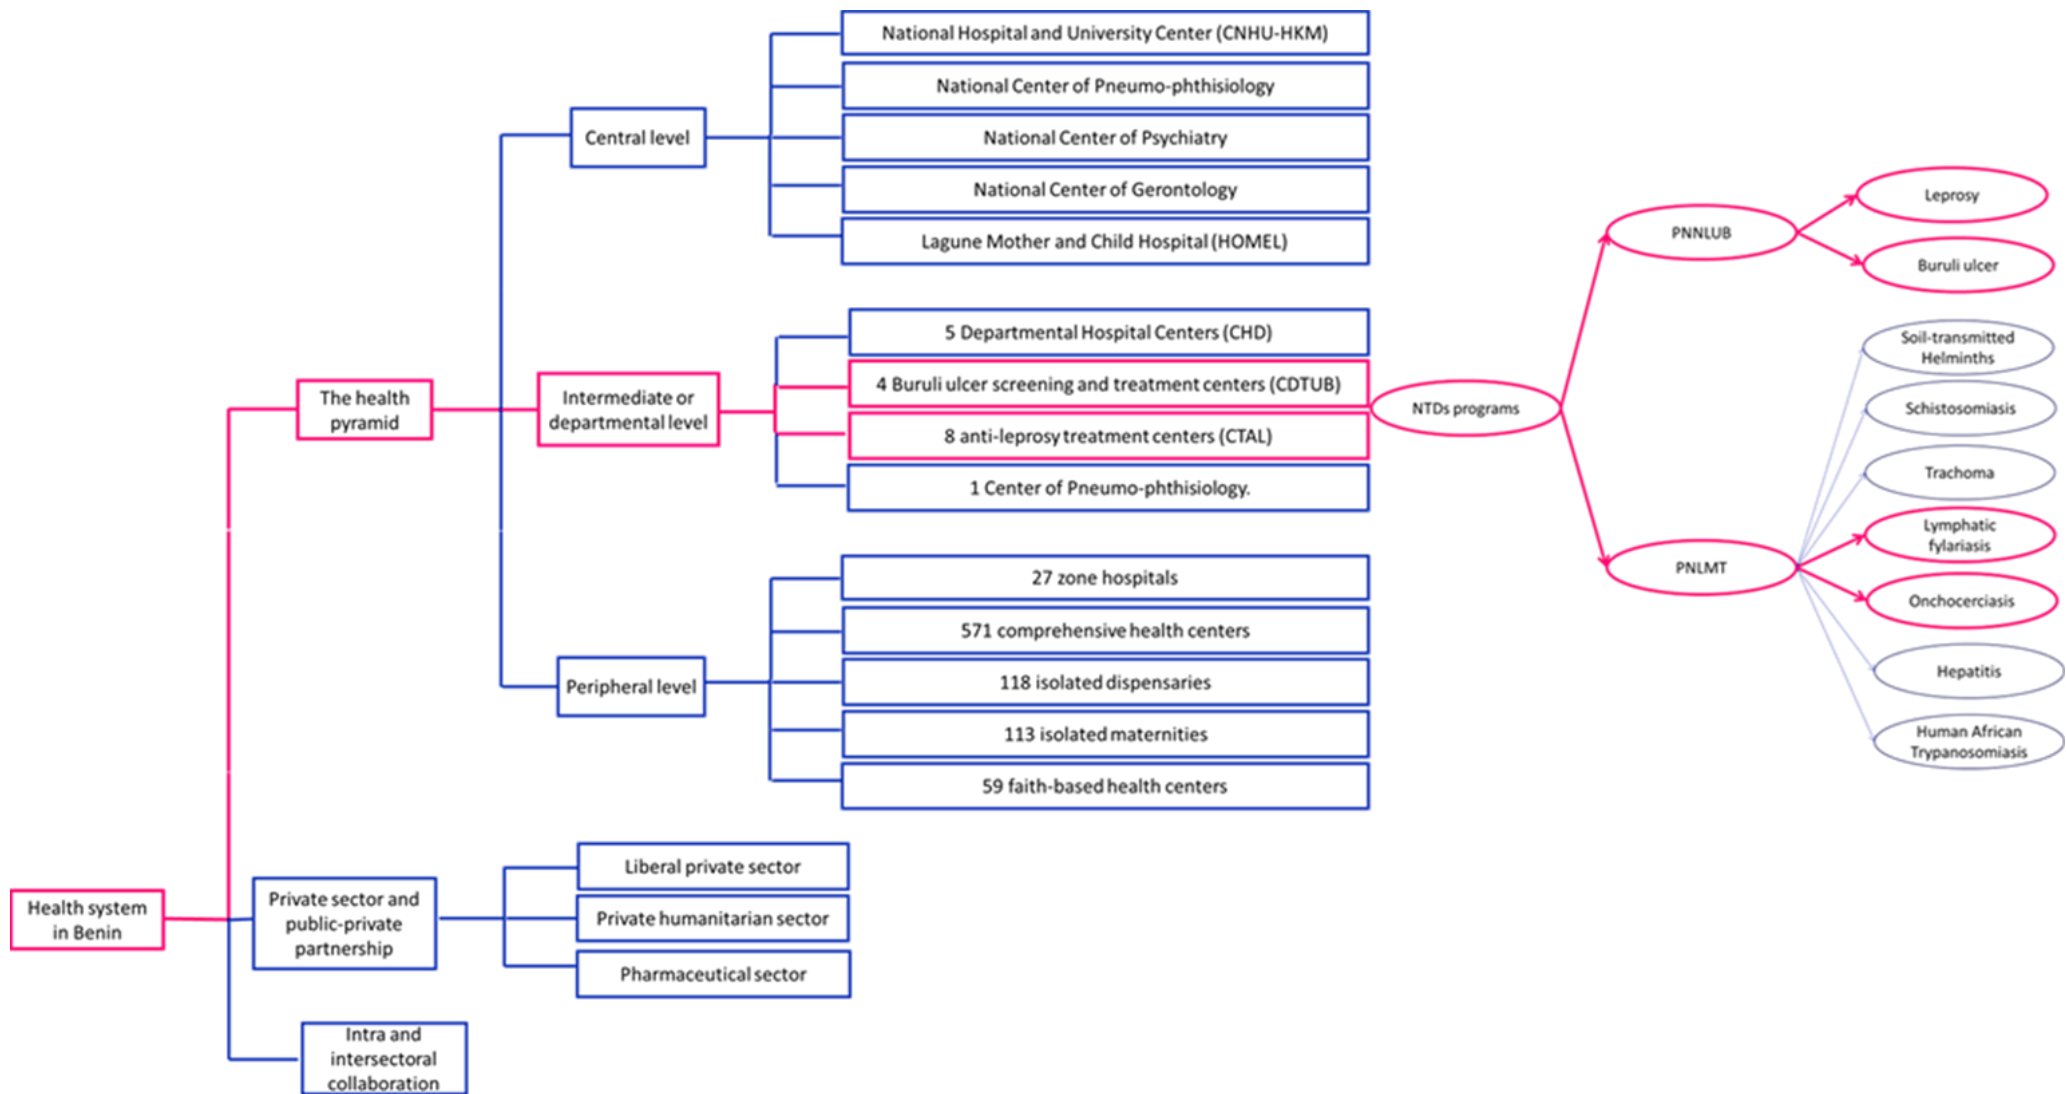 Health system
in Benin
The health
pyramid
Central level
National Hospital and University Center (CNHU-HKM)
National Center of Pneumo-phthisiology
National Center of Psychiatry
National Center of Gerontology
Lagune Mother and Child Hospital (HOMEL)
Intermediate or
departmental level
5 Departmental Hospital Centers (CHD)
4 Buruli ulcer screening and treatment centers (CDTUB)
8 anti-leprosy treatment centers (CTAL)
1 Center of Pneumo-phthisiology.
Peripheral level
27 zone hospitals
571 comprehensive health centers
118 isolated dispensaries
113 isolated maternities
59 faith-based health centers
NTDs programs
PNNLUB
Leprosy
Buruli ulcer
PNLMT
Soil-transmitted
Helminths
Schistosomiasis
Trachoma
Lymphatic
fylariasis
Onchocerciasis
Hepatitis
Human African
Trypanosomiasis
Private sector and
public-private
partnership
Liberal private sector
Private humanitarian sector
Pharmaceutical sector
Intra and
intersectoral
collaboration